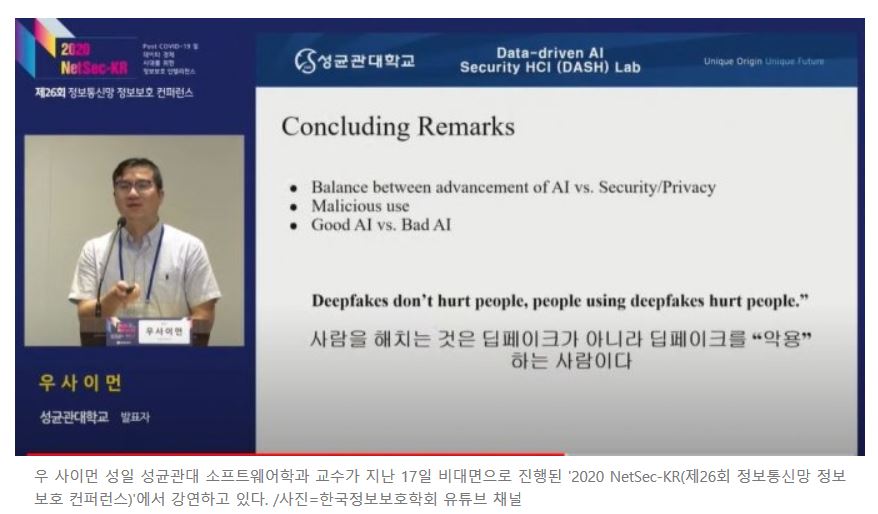 2020
NetSec-KR
Post COVID-19 및
데이터 경제
시대를 위한
정보보호 인텔리전스
제26회 정보통신망 정보보호 컨퍼런스
성균관대학교
Data-driven AI
Security HCI (DASH) Lab
Unique Origin Unique Future
Concluding Remarks
● Balance between advancement of AI vs. Security/Privacy
● Malicious use
● Good AI vs. Bad AI
Deepfakes don't hurt people, people using deepfakes hurt people.”
사람을 해치는 것은 딥페이크가 아니라 딥페이크를 “악용”
하는 사람이다
우사이먼
우 사 이 먼
성균관대학교 발표자
우 사이먼 성일 성균관대 소프트웨어학과 교수가 지난 17일 비대면으로 진행된 '2020 NetSec-KR(제26회 정보통신망 정보
보호 컨퍼런스)'에서 강연하고 있다. /사진=한국정보보호학회 유튜브 채널